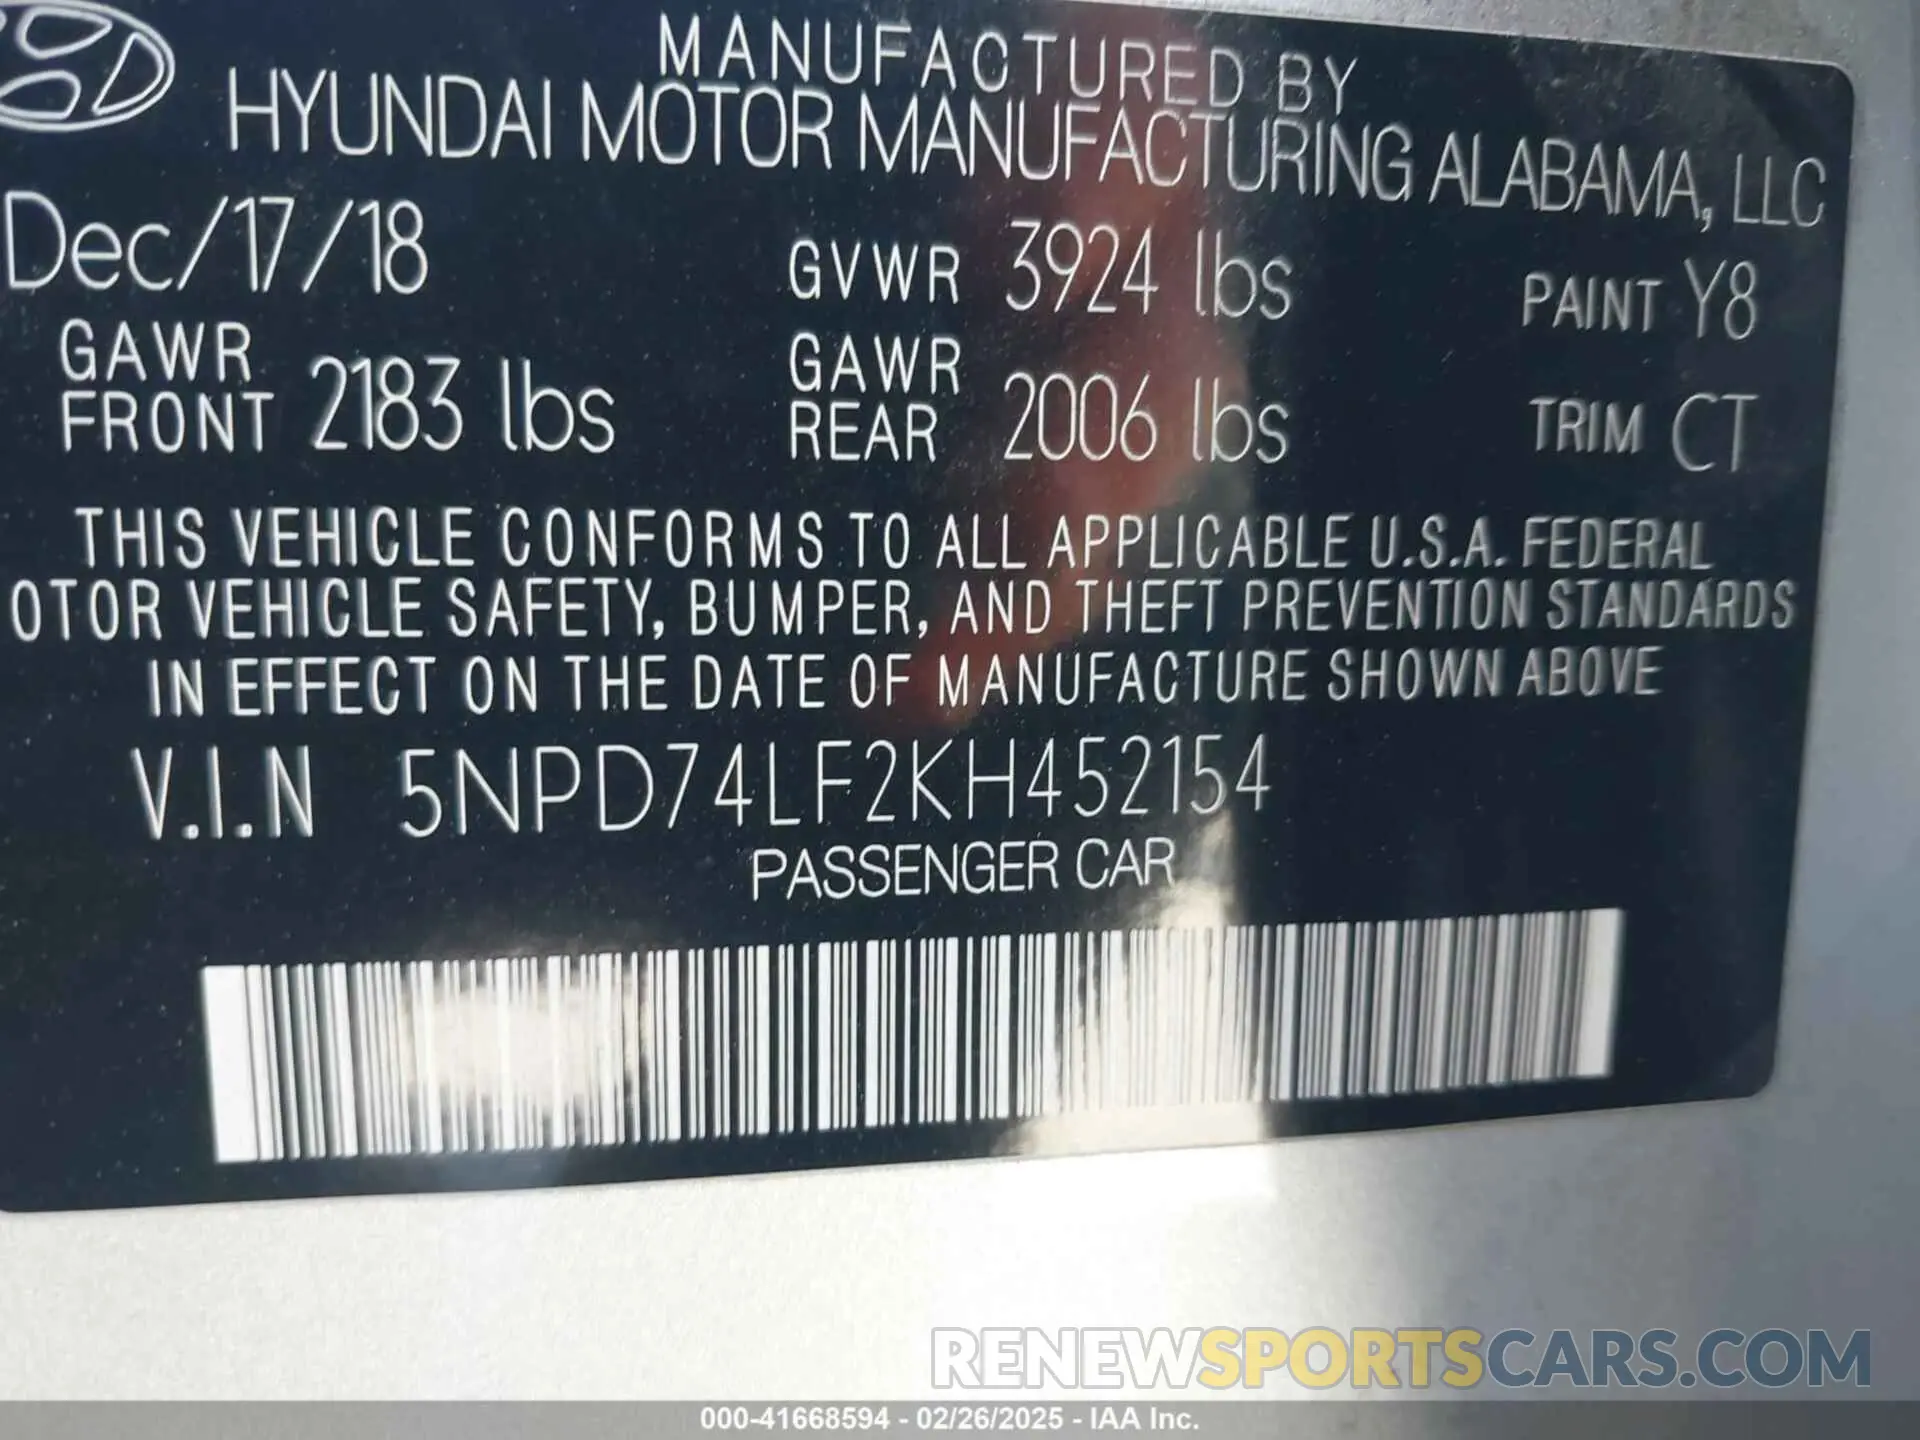 MANUFACTURED BY
HYUNDAI MOTOR MANUFACTURING ALABAMA, LLC
Dec/17/18 GVWR 3924 lbs PAINT Y8
GAWR FRONT 2183 lbs GAWR REAR 2006 lbs TRIM CT
THIS VEHICLE CONFORMS TO ALL APPLICABLE U.S.A. FEDERAL
OTOR VEHICLE SAFETY, BUMPER, AND THEFT PREVENTION STANDARDS
IN EFFECT ON THE DATE OF MANUFACTURE SHOWN ABOVE
V.I.N 5NPD74LF2KH452154
PASSENGER CAR
RENEWSPORTSCARS.COM
000-41668594 - 02/26/2025 - IAA Inc.